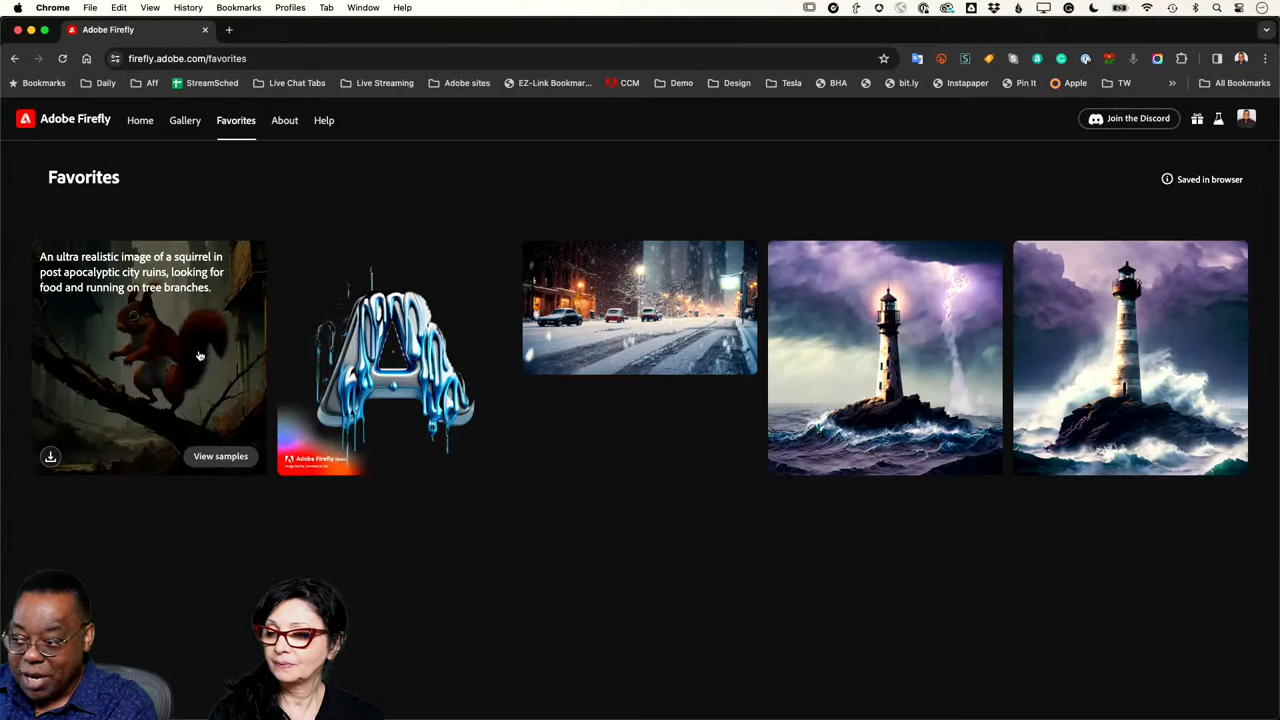 Chrome File Edit View History Bookmarks Profiles Tab Window Help
Adobe Firefly
firefly.adobe.com/favorites
Bookmarks Daily Aff StreamSched Live Chat Tabs Live Streaming Adobe sites EZ-Link Bookmar... CCM Demo Design Tesla BHA bit.ly Instapaper Pin It Apple TW » All Bookmarks
Adobe Firefly Home Gallery Favorites About Help Join the Discord
Favorites
Saved in browser
An ultra realistic image of a squirrel in
post apocalyptic city ruins, looking for
food and running on tree branches.
View samples
Adobe Firefly